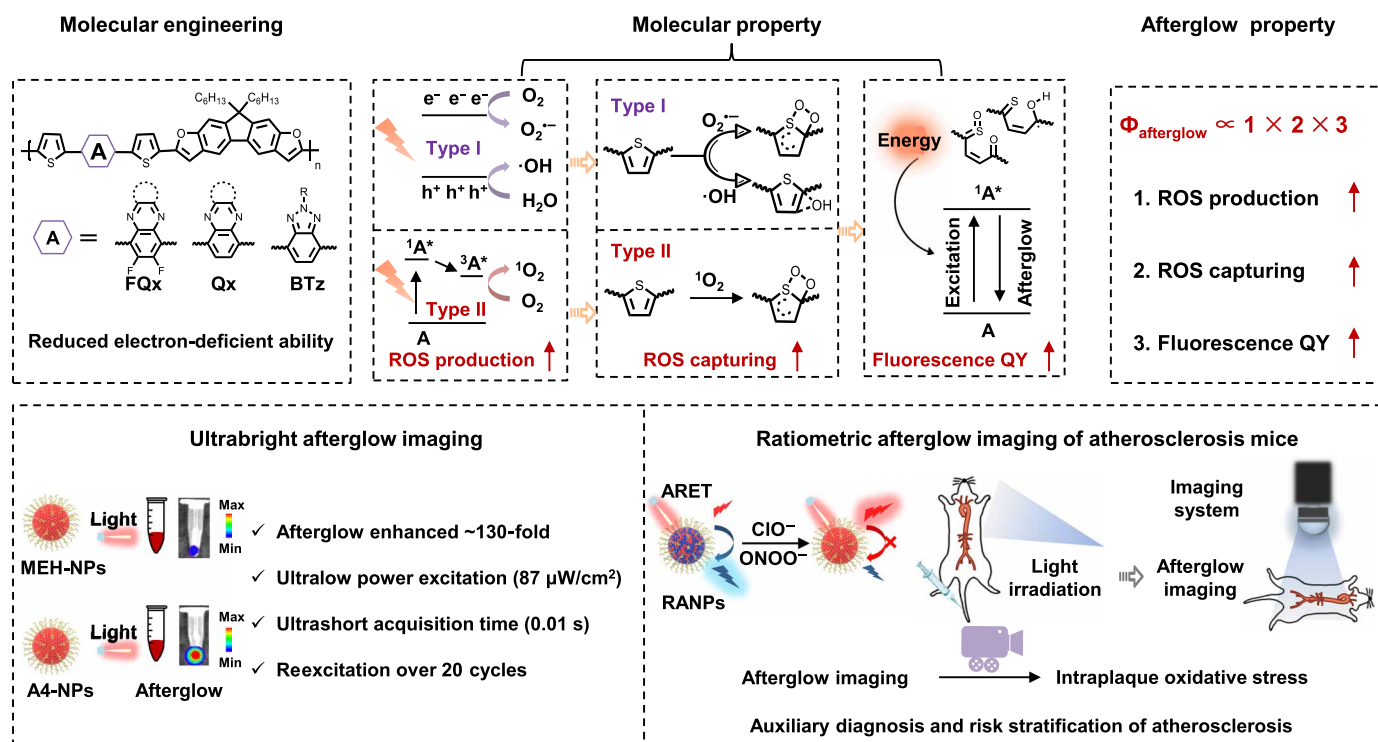 Molecular engineering
Molecular property
Afterglow property
C6H13 C6H13
S
A
S
O
O
n
A =
N N
F F
FQx
N N
Qx
R
N
N N
BTz
Reduced electron-deficient ability
e⁻ e⁻ e⁻
O₂
O₂•−
Type I
·OH
h⁺ h⁺ h⁺
H₂O
¹A*
³A*
¹O₂
O₂
Type II
A
ROS production
Type I
S
O₂•−
·OH
O
O
S
S
O
OH
Type II
S
¹O₂
O
O
S
ROS capturing
Energy
S
O
H
O
S
O
¹A*
Excitation
Afterglow
A
Fluorescence QY
Φafterglow ∝ 1 × 2 × 3
1. ROS production
2. ROS capturing
3. Fluorescence QY
Ultrabright afterglow imaging
Light
Max
Min
MEH-NPs
Light
Max
Min
A4-NPs
Afterglow
✓ Afterglow enhanced ~130-fold
✓ Ultralow power excitation (87 μW/cm²)
✓ Ultrashort acquisition time (0.01 s)
✓ Reexcitation over 20 cycles
Ratiometric afterglow imaging of atherosclerosis mice
ARET
ClO⁻
ONOO⁻
RANPs
Light
irradiation
Imaging
system
Afterglow
imaging
Afterglow imaging
Intraplaque oxidative stress
Auxiliary diagnosis and risk stratification of atherosclerosis